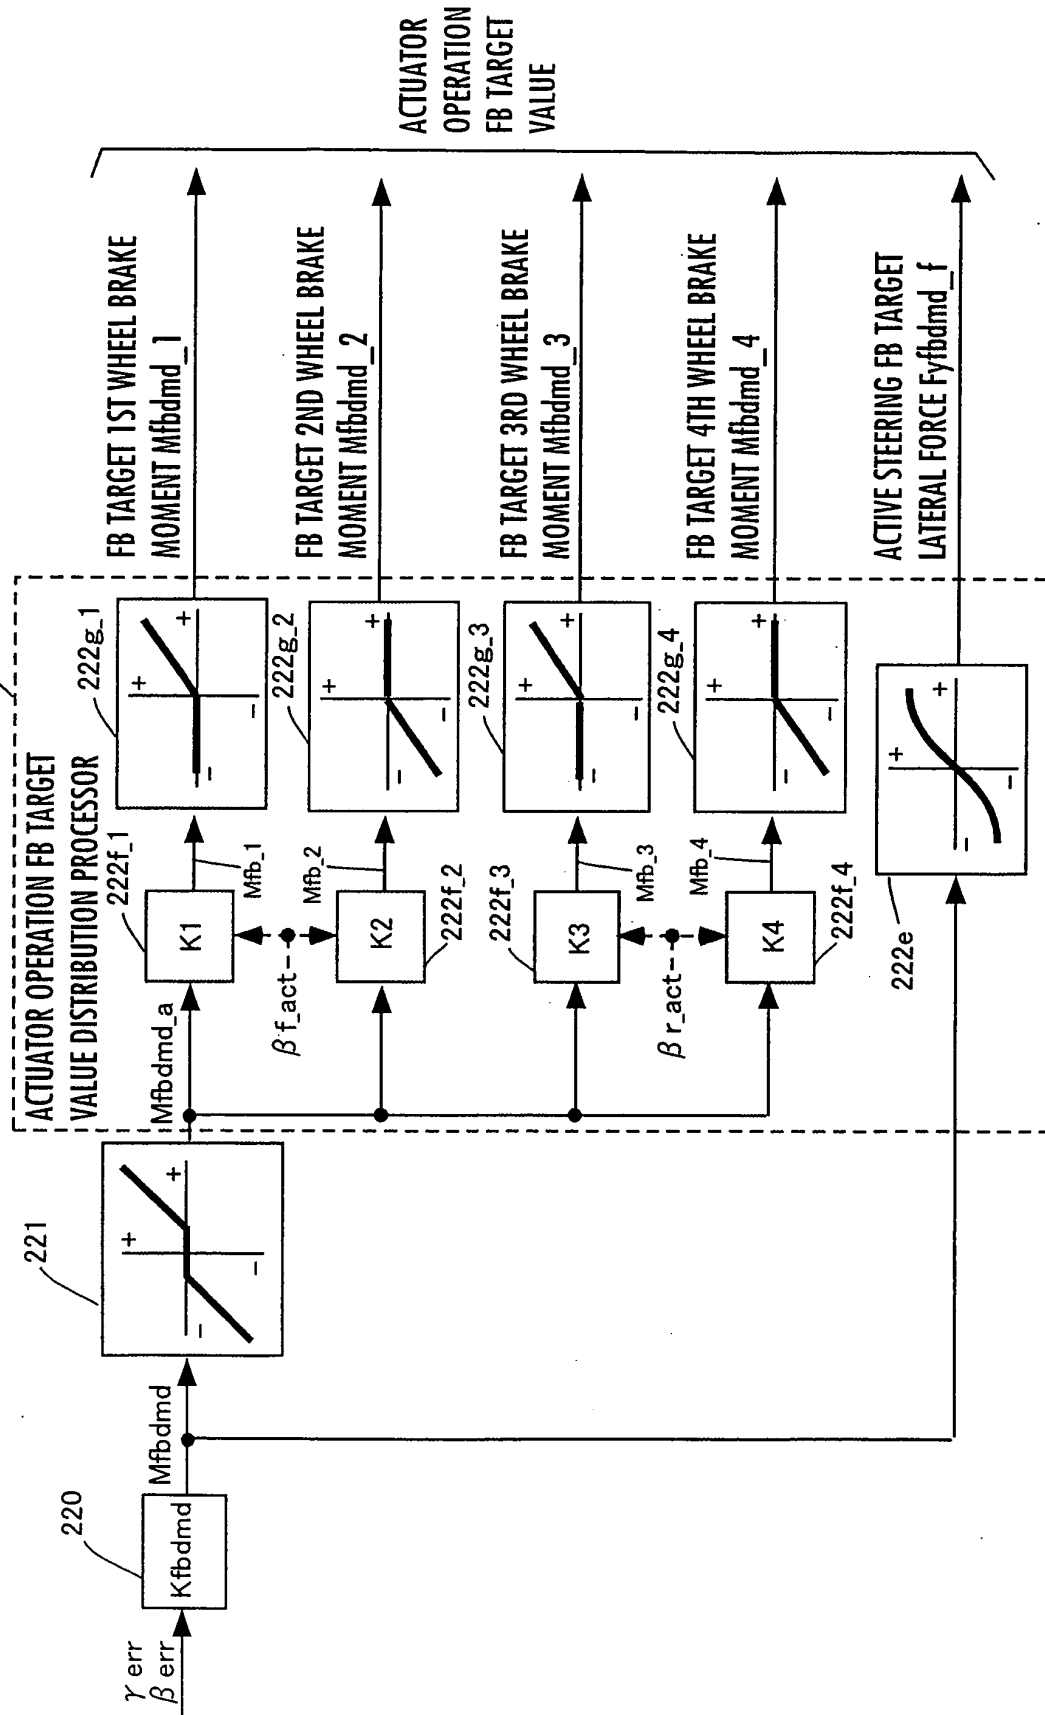 γ err
β err
220
Kfbdmd
Mfbdmd
221
+
+
−
−
ACTUATOR OPERATION FB TARGET
VALUE DISTRIBUTION PROCESSOR
Mfbdmd_a
222f_1
K1
Mfb_1
222g_1
+
+
−
−
FB TARGET 1ST WHEEL BRAKE
MOMENT Mfbdmd_1
β f_act
K2
222f_2
Mfb_2
222g_2
+
+
−
−
FB TARGET 2ND WHEEL BRAKE
MOMENT Mfbdmd_2
222f_3
K3
Mfb_3
222g_3
+
+
−
−
FB TARGET 3RD WHEEL BRAKE
MOMENT Mfbdmd_3
β r_act
K4
222f_4
Mfb_4
222g_4
+
+
−
−
FB TARGET 4TH WHEEL BRAKE
MOMENT Mfbdmd_4
222e
+
+
−
−
ACTIVE STEERING FB TARGET
LATERAL FORCE Fyfbdmd_f
ACTUATOR
OPERATION
FB TARGET
VALUE